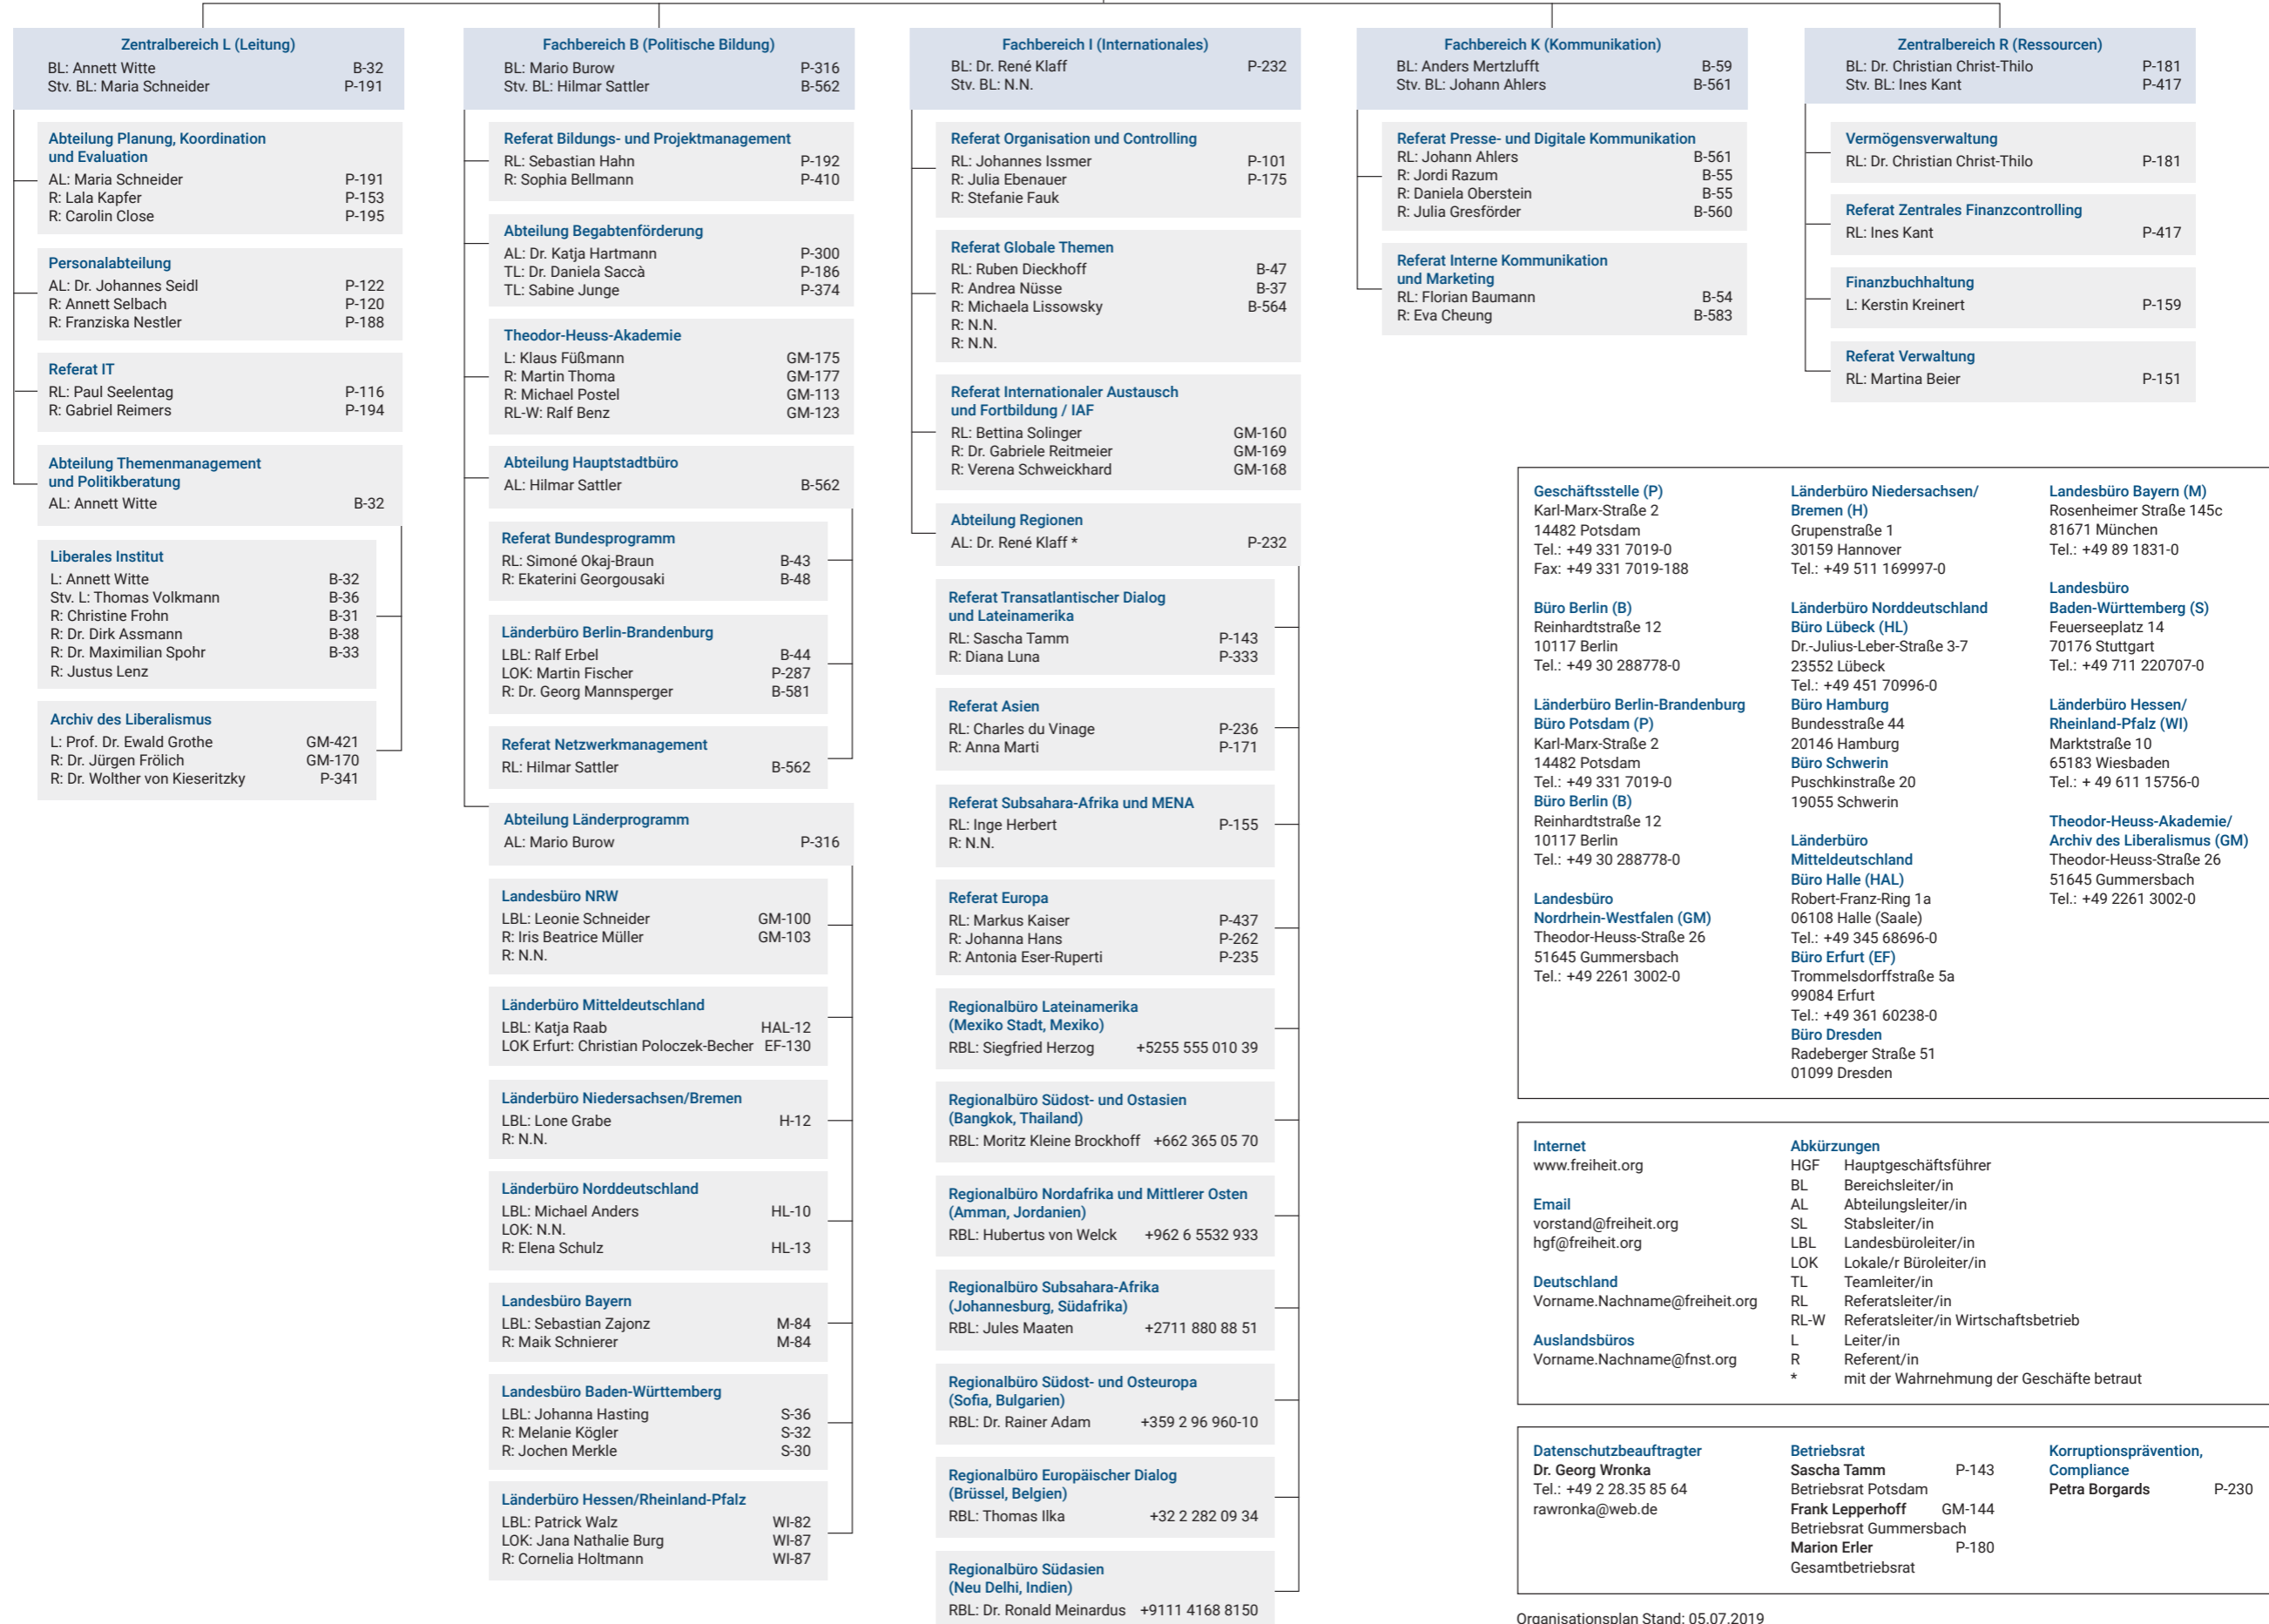 Zentralbereich L (Leitung)
BL: Annett Witte B-32
Stv. BL: Maria Schneider P-191
Abteilung Planung, Koordination
und Evaluation
AL: Maria Schneider P-191
R: Lala Kapfer P-153
R: Carolin Close P-195
Personalabteilung
AL: Dr. Johannes Seidl P-122
R: Annett Selbach P-120
R: Franziska Nestler P-188
Referat IT
RL: Paul Seelentag P-116
R: Gabriel Reimers P-194
Abteilung Themenmanagement
und Politikberatung
AL: Annett Witte B-32
Liberales Institut
L: Annett Witte B-32
Stv. L: Thomas Volkmann B-36
R: Christine Frohn B-31
R: Dr. Dirk Assmann B-38
R: Dr. Maximilian Spohr B-33
R: Justus Lenz
Archiv des Liberalismus
L: Prof. Dr. Ewald Grothe GM-421
R: Dr. Jürgen Frölich GM-170
R: Dr. Wolther von Kieseritzky P-341
Fachbereich B (Politische Bildung)
BL: Mario Burow P-316
Stv. BL: Hilmar Sattler B-562
Referat Bildungs- und Projektmanagement
RL: Sebastian Hahn P-192
R: Sophia Bellmann P-410
Abteilung Begabtenförderung
AL: Dr. Katja Hartmann P-300
TL: Dr. Daniela Saccà P-186
TL: Sabine Junge P-374
Theodor-Heuss-Akademie
L: Klaus Füßmann GM-175
R: Martin Thoma GM-177
R: Michael Postel GM-113
RL-W: Ralf Benz GM-123
Abteilung Hauptstadtbüro
AL: Hilmar Sattler B-562
Referat Bundesprogramm
RL: Simoné Okaj-Braun B-43
R: Ekaterini Georgousaki B-48
Länderbüro Berlin-Brandenburg
LBL: Ralf Erbel B-44
LOK: Martin Fischer P-287
R: Dr. Georg Mannsperger B-581
Referat Netzwerkmanagement
RL: Hilmar Sattler B-562
Abteilung Länderprogramm
AL: Mario Burow P-316
Landesbüro NRW
LBL: Leonie Schneider GM-100
R: Iris Beatrice Müller GM-103
R: N.N.
Länderbüro Mitteldeutschland
LBL: Katja Raab HAL-12
LOK Erfurt: Christian Poloczek-Becher EF-130
Länderbüro Niedersachsen/Bremen
LBL: Lone Grabe H-12
R: N.N.
Länderbüro Norddeutschland
LBL: Michael Anders HL-10
LOK: N.N.
R: Elena Schulz HL-13
Landesbüro Bayern
LBL: Sebastian Zajonz M-84
R: Maik Schnierer M-84
Landesbüro Baden-Württemberg
LBL: Johanna Hasting S-36
R: Melanie Kögler S-32
R: Jochen Merkle S-30
Länderbüro Hessen/Rheinland-Pfalz
LBL: Patrick Walz WI-82
LOK: Jana Nathalie Burg WI-87
R: Cornelia Holtmann WI-87
Fachbereich I (Internationales)
BL: Dr. René Klaff P-232
Stv. BL: N.N.
Referat Organisation und Controlling
RL: Johannes Issmer P-101
R: Julia Ebenauer P-175
R: Stefanie Fauk
Referat Globale Themen
RL: Ruben Dieckhoff B-47
R: Andrea Nüsse B-37
R: Michaela Lissowsky B-564
R: N.N.
R: N.N.
Referat Internationaler Austausch
und Fortbildung / IAF
RL: Bettina Solinger GM-160
R: Dr. Gabriele Reitmeier GM-169
R: Verena Schweickhard GM-168
Abteilung Regionen
AL: Dr. René Klaff * P-232
Referat Transatlantischer Dialog
und Lateinamerika
RL: Sascha Tamm P-143
R: Diana Luna P-333
Referat Asien
RL: Charles du Vinage P-236
R: Anna Marti P-171
Referat Subsahara-Afrika und MENA
RL: Inge Herbert P-155
R: N.N.
Referat Europa
RL: Markus Kaiser P-437
R: Johanna Hans P-262
R: Antonia Eser-Ruperti P-235
Regionalbüro Lateinamerika
(Mexiko Stadt, Mexiko)
RBL: Siegfried Herzog +5255 555 010 39
Regionalbüro Südost- und Ostasien
(Bangkok, Thailand)
RBL: Moritz Kleine Brockhoff +662 365 05 70
Regionalbüro Nordafrika und Mittlerer Osten
(Amman, Jordanien)
RBL: Hubertus von Welck +962 6 5532 933
Regionalbüro Subsahara-Afrika
(Johannesburg, Südafrika)
RBL: Jules Maaten +2711 880 88 51
Regionalbüro Südost- und Osteuropa
(Sofia, Bulgarien)
RBL: Dr. Rainer Adam +359 2 96 960-10
Regionalbüro Europäischer Dialog
(Brüssel, Belgien)
RBL: Thomas Ilka +32 2 282 09 34
Regionalbüro Südasien
(Neu Delhi, Indien)
RBL: Dr. Ronald Meinardus +9111 4168 8150
Fachbereich K (Kommunikation)
BL: Anders Mertzlufft B-59
Stv. BL: Johann Ahlers B-561
Referat Presse- und Digitale Kommunikation
RL: Johann Ahlers B-561
R: Jordi Razum B-55
R: Daniela Oberstein B-55
R: Julia Gresförder B-560
Referat Interne Kommunikation
und Marketing
RL: Florian Baumann B-54
R: Eva Cheung B-583
Zentralbereich R (Ressourcen)
BL: Dr. Christian Christ-Thilo P-181
Stv. BL: Ines Kant P-417
Vermögensverwaltung
RL: Dr. Christian Christ-Thilo P-181
Referat Zentrales Finanzcontrolling
RL: Ines Kant P-417
Finanzbuchhaltung
L: Kerstin Kreinert P-159
Referat Verwaltung
RL: Martina Beier P-151
Geschäftsstelle (P)
Karl-Marx-Straße 2
14482 Potsdam
Tel.: +49 331 7019-0
Fax: +49 331 7019-188
Büro Berlin (B)
Reinhardtstraße 12
10117 Berlin
Tel.: +49 30 288778-0
Länderbüro Berlin-Brandenburg
Büro Potsdam (P)
Karl-Marx-Straße 2
14482 Potsdam
Tel.: +49 331 7019-0
Büro Berlin (B)
Reinhardtstraße 12
10117 Berlin
Tel.: +49 30 288778-0
Landesbüro
Nordrhein-Westfalen (GM)
Theodor-Heuss-Straße 26
51645 Gummersbach
Tel.: +49 2261 3002-0
Länderbüro Niedersachsen/
Bremen (H)
Grupenstraße 1
30159 Hannover
Tel.: +49 511 169997-0
Länderbüro Norddeutschland
Büro Lübeck (HL)
Dr.-Julius-Leber-Straße 3-7
23552 Lübeck
Tel.: +49 451 70996-0
Büro Hamburg
Bundesstraße 44
20146 Hamburg
Büro Schwerin
Puschkinstraße 20
19055 Schwerin
Länderbüro
Mitteldeutschland
Büro Halle (HAL)
Robert-Franz-Ring 1a
06108 Halle (Saale)
Tel.: +49 345 68696-0
Büro Erfurt (EF)
Trommelsdorffstraße 5a
99084 Erfurt
Tel.: +49 361 60238-0
Büro Dresden
Radeberger Straße 51
01099 Dresden
Landesbüro Bayern (M)
Rosenheimer Straße 145c
81671 München
Tel.: +49 89 1831-0
Landesbüro
Baden-Württemberg (S)
Feuerseeplatz 14
70176 Stuttgart
Tel.: +49 711 220707-0
Länderbüro Hessen/
Rheinland-Pfalz (WI)
Marktstraße 10
65183 Wiesbaden
Tel.: + 49 611 15756-0
Theodor-Heuss-Akademie/
Archiv des Liberalismus (GM)
Theodor-Heuss-Straße 26
51645 Gummersbach
Tel.: +49 2261 3002-0
Internet
www.freiheit.org
Email
vorstand@freiheit.org
hgf@freiheit.org
Deutschland
Vorname.Nachname@freiheit.org
Auslandsbüros
Vorname.Nachname@fnst.org
Abkürzungen
HGF Hauptgeschäftsführer
BL Bereichsleiter/in
AL Abteilungsleiter/in
SL Stabsleiter/in
LBL Landesbüroleiter/in
LOK Lokale/r Büroleiter/in
TL Teamleiter/in
RL Referatsleiter/in
RL-W Referatsleiter/in Wirtschaftsbetrieb
L Leiter/in
R Referent/in
* mit der Wahrnehmung der Geschäfte betraut
Datenschutzbeauftragter
Dr. Georg Wronka
Tel.: +49 2 28.35 85 64
rawronka@web.de
Betriebsrat
Sascha Tamm P-143
Betriebsrat Potsdam
Frank Lepperhoff GM-144
Betriebsrat Gummersbach
Marion Erler P-180
Gesamtbetriebsrat
Korruptionsprävention,
Compliance
Petra Borgards P-230
Organisationsplan Stand: 05.07.2019